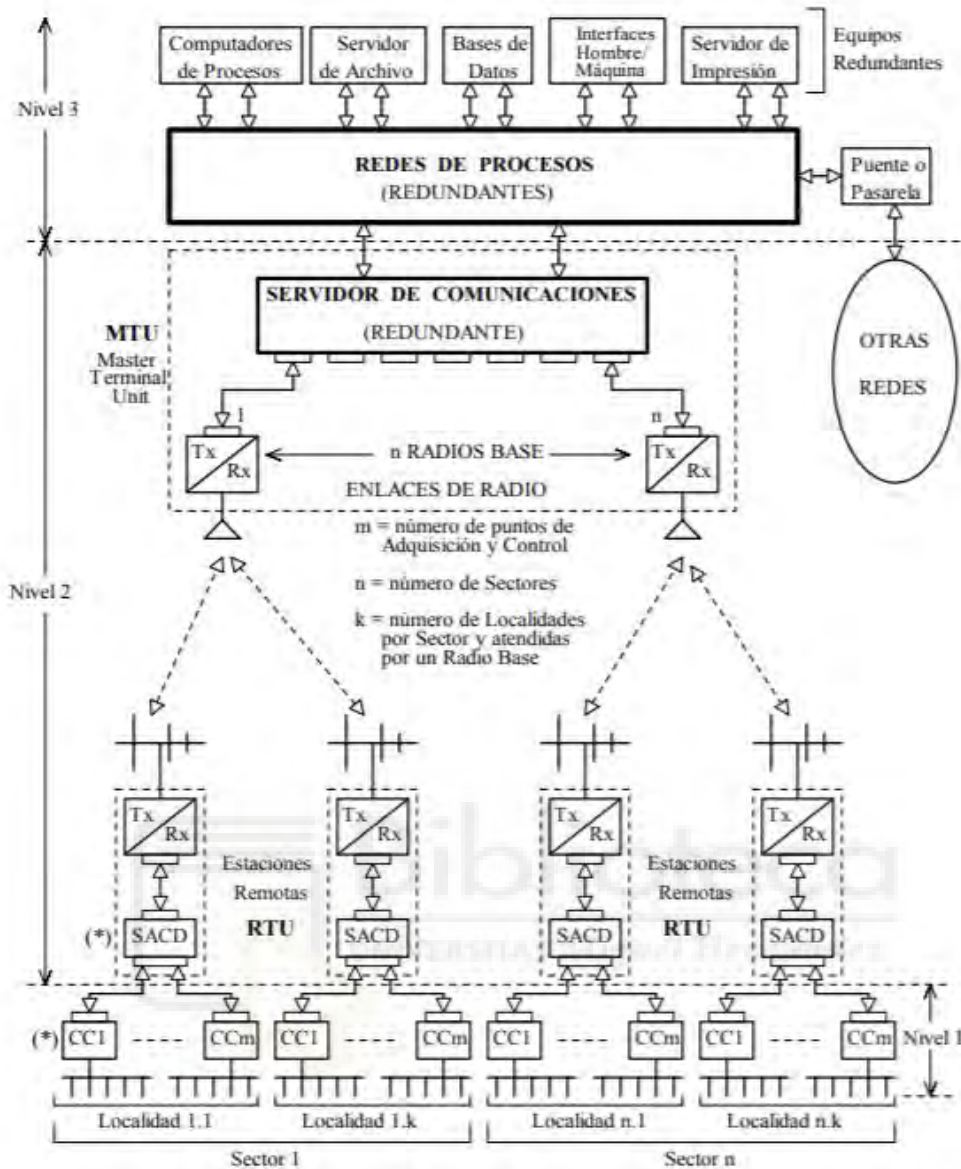 Computadores
de Procesos
Servidor
de Archivo
Bases de
Datos
Interfaces
Hombre/
Máquina
Servidor de
Impresión
Equipos
Redundantes
Nivel 3
REDES DE PROCESOS
(REDUNDANTES)
Puente o
Pasarela
SERVIDOR DE COMUNICACIONES
(REDUNDANTE)
MTU
Master
Terminal
Unit
OTRAS
REDES
1
n
Tx
Rx
n RADIOS BASE
Tx
Rx
ENLACES DE RADIO
m = número de puntos de
Adquisición y Control
n = número de Sectores
k = número de Localidades
por Sector y atendidas
por un Radio Base
Nivel 2
Tx
Rx
Tx
Rx
Tx
Rx
Tx
Rx
Estaciones
Remotas
RTU
Estaciones
Remotas
RTU
biblioteca
(*)
SACD
SACD
SACD
SACD
(*)
CC1
----
CCm
CC1
----
CCm
CC1
----
CCm
CC1
----
CCm
Nivel 1
Localidad 1.1
Localidad 1.k
Localidad n.1
Localidad n.k
Sector 1
Sector n